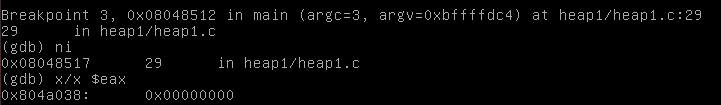 Breakpoint 3, 0x08048512 in main (argc=3, argv=0xbffffdc4) at heap1/heap1.c:29
29      in heap1/heap1.c
(gdb) ni
0x08048517      29      in heap1/heap1.c
(gdb) x/x $eax
0x804a038:      0x00000000